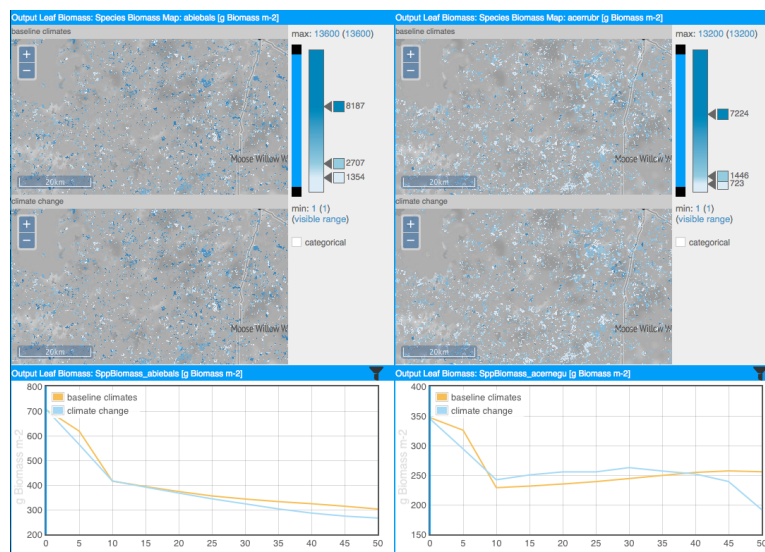 Output Leaf Biomass: Species Biomass Map: abiebals [g Biomass m-2]
baseline climates
+
−
20km
Moose Willow W
max: 13600 (13600)
8187
2707
1354
min: 1 (1)
(visible range)
categorical
climate change
+
−
20km
Moose Willow W
Output Leaf Biomass: Species Biomass Map: acerrubr [g Biomass m-2]
baseline climates
+
−
20km
Moose Willow W
max: 13200 (13200)
7224
1446
723
min: 1 (1)
(visible range)
categorical
climate change
+
−
20km
Moose Willow W
Output Leaf Biomass: SppBiomass_abiebals [g Biomass m-2]
baseline climates
climate change
g Biomass m-2
800
700
600
500
400
300
200
0 5 10 15 20 25 30 35 40 45 50
Output Leaf Biomass: SppBiomass_acernegu [g Biomass m-2]
baseline climates
climate change
g Biomass m-2
400
350
300
250
200
150
0 5 10 15 20 25 30 35 40 45 50